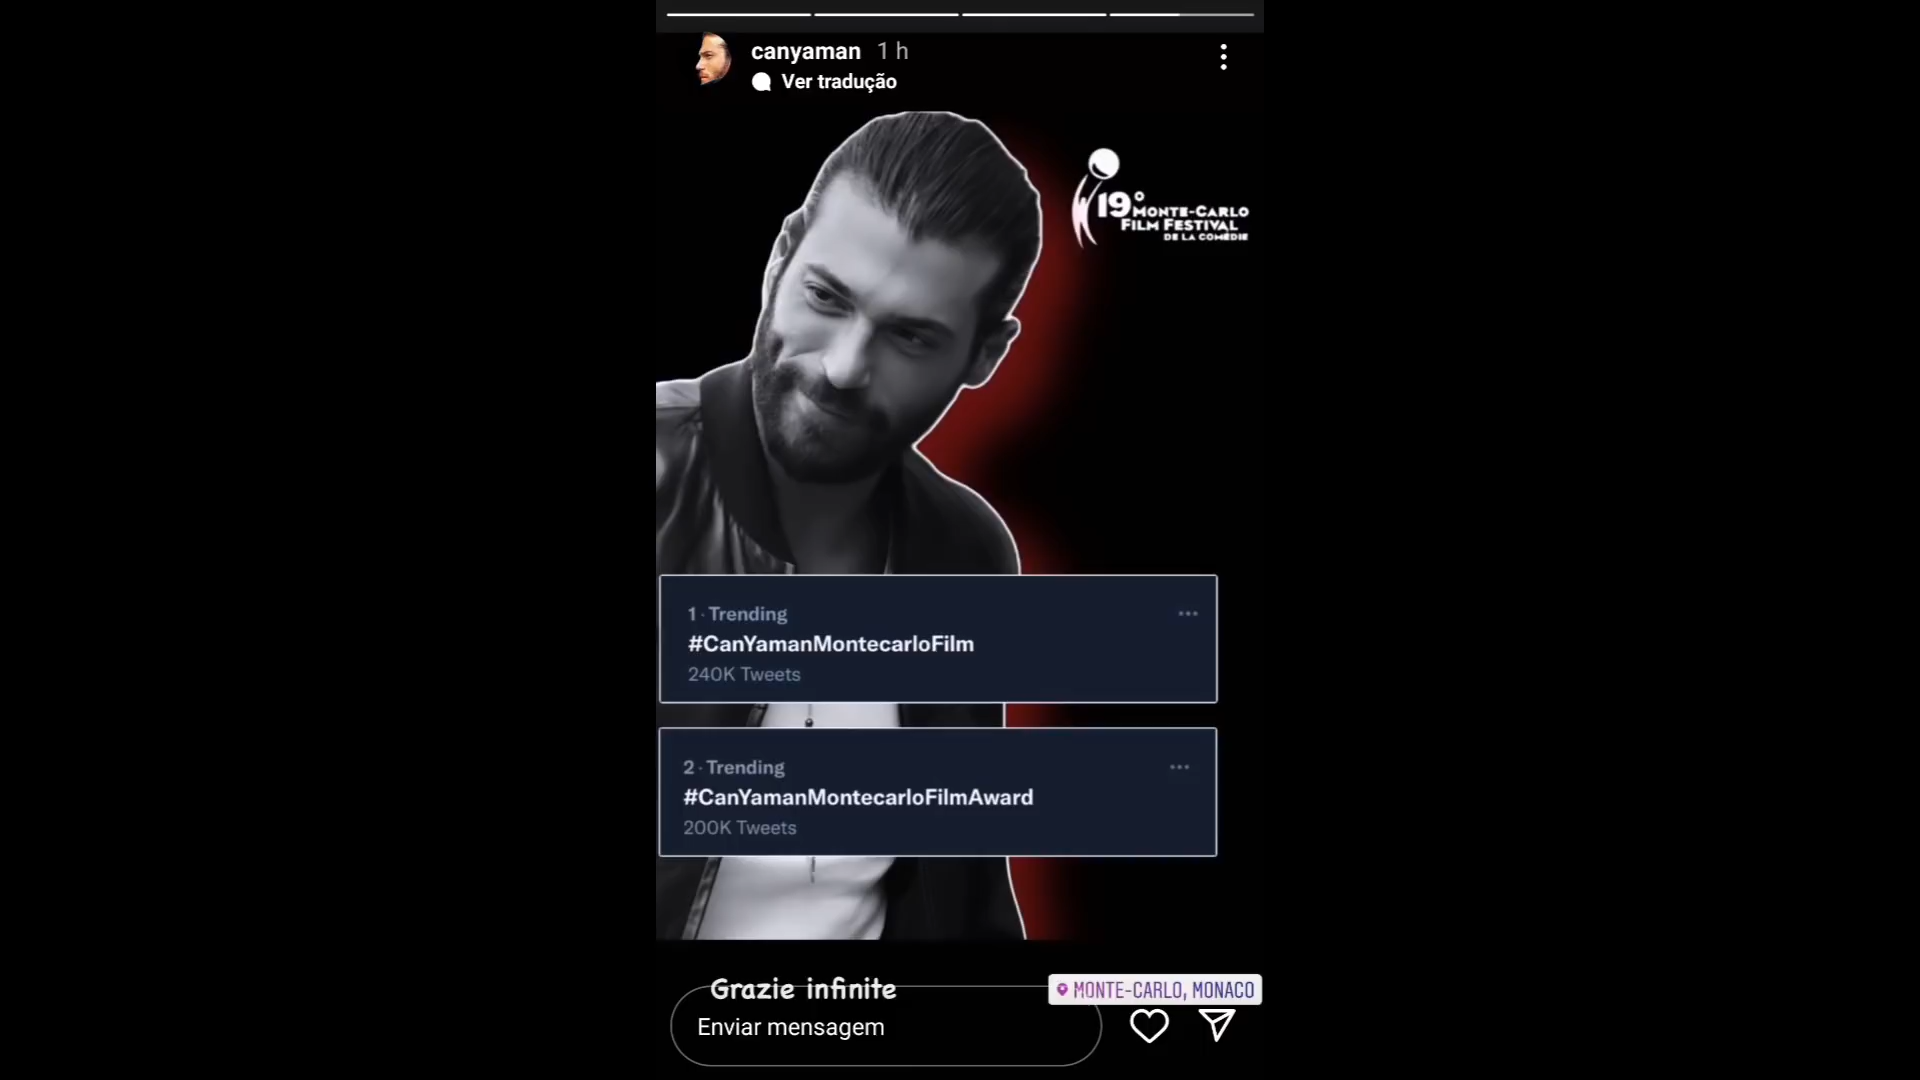 canyaman 1 h
Ver tradução
19°
MONTE-CARLO
FILM FESTIVAL
DE LA COMÉDIE
1 · Trending
#CanYamanMontecarloFilm
240K Tweets
2 · Trending
#CanYamanMontecarloFilmAward
200K Tweets
Grazie infinite
MONTE-CARLO, MONACO
Enviar mensagem